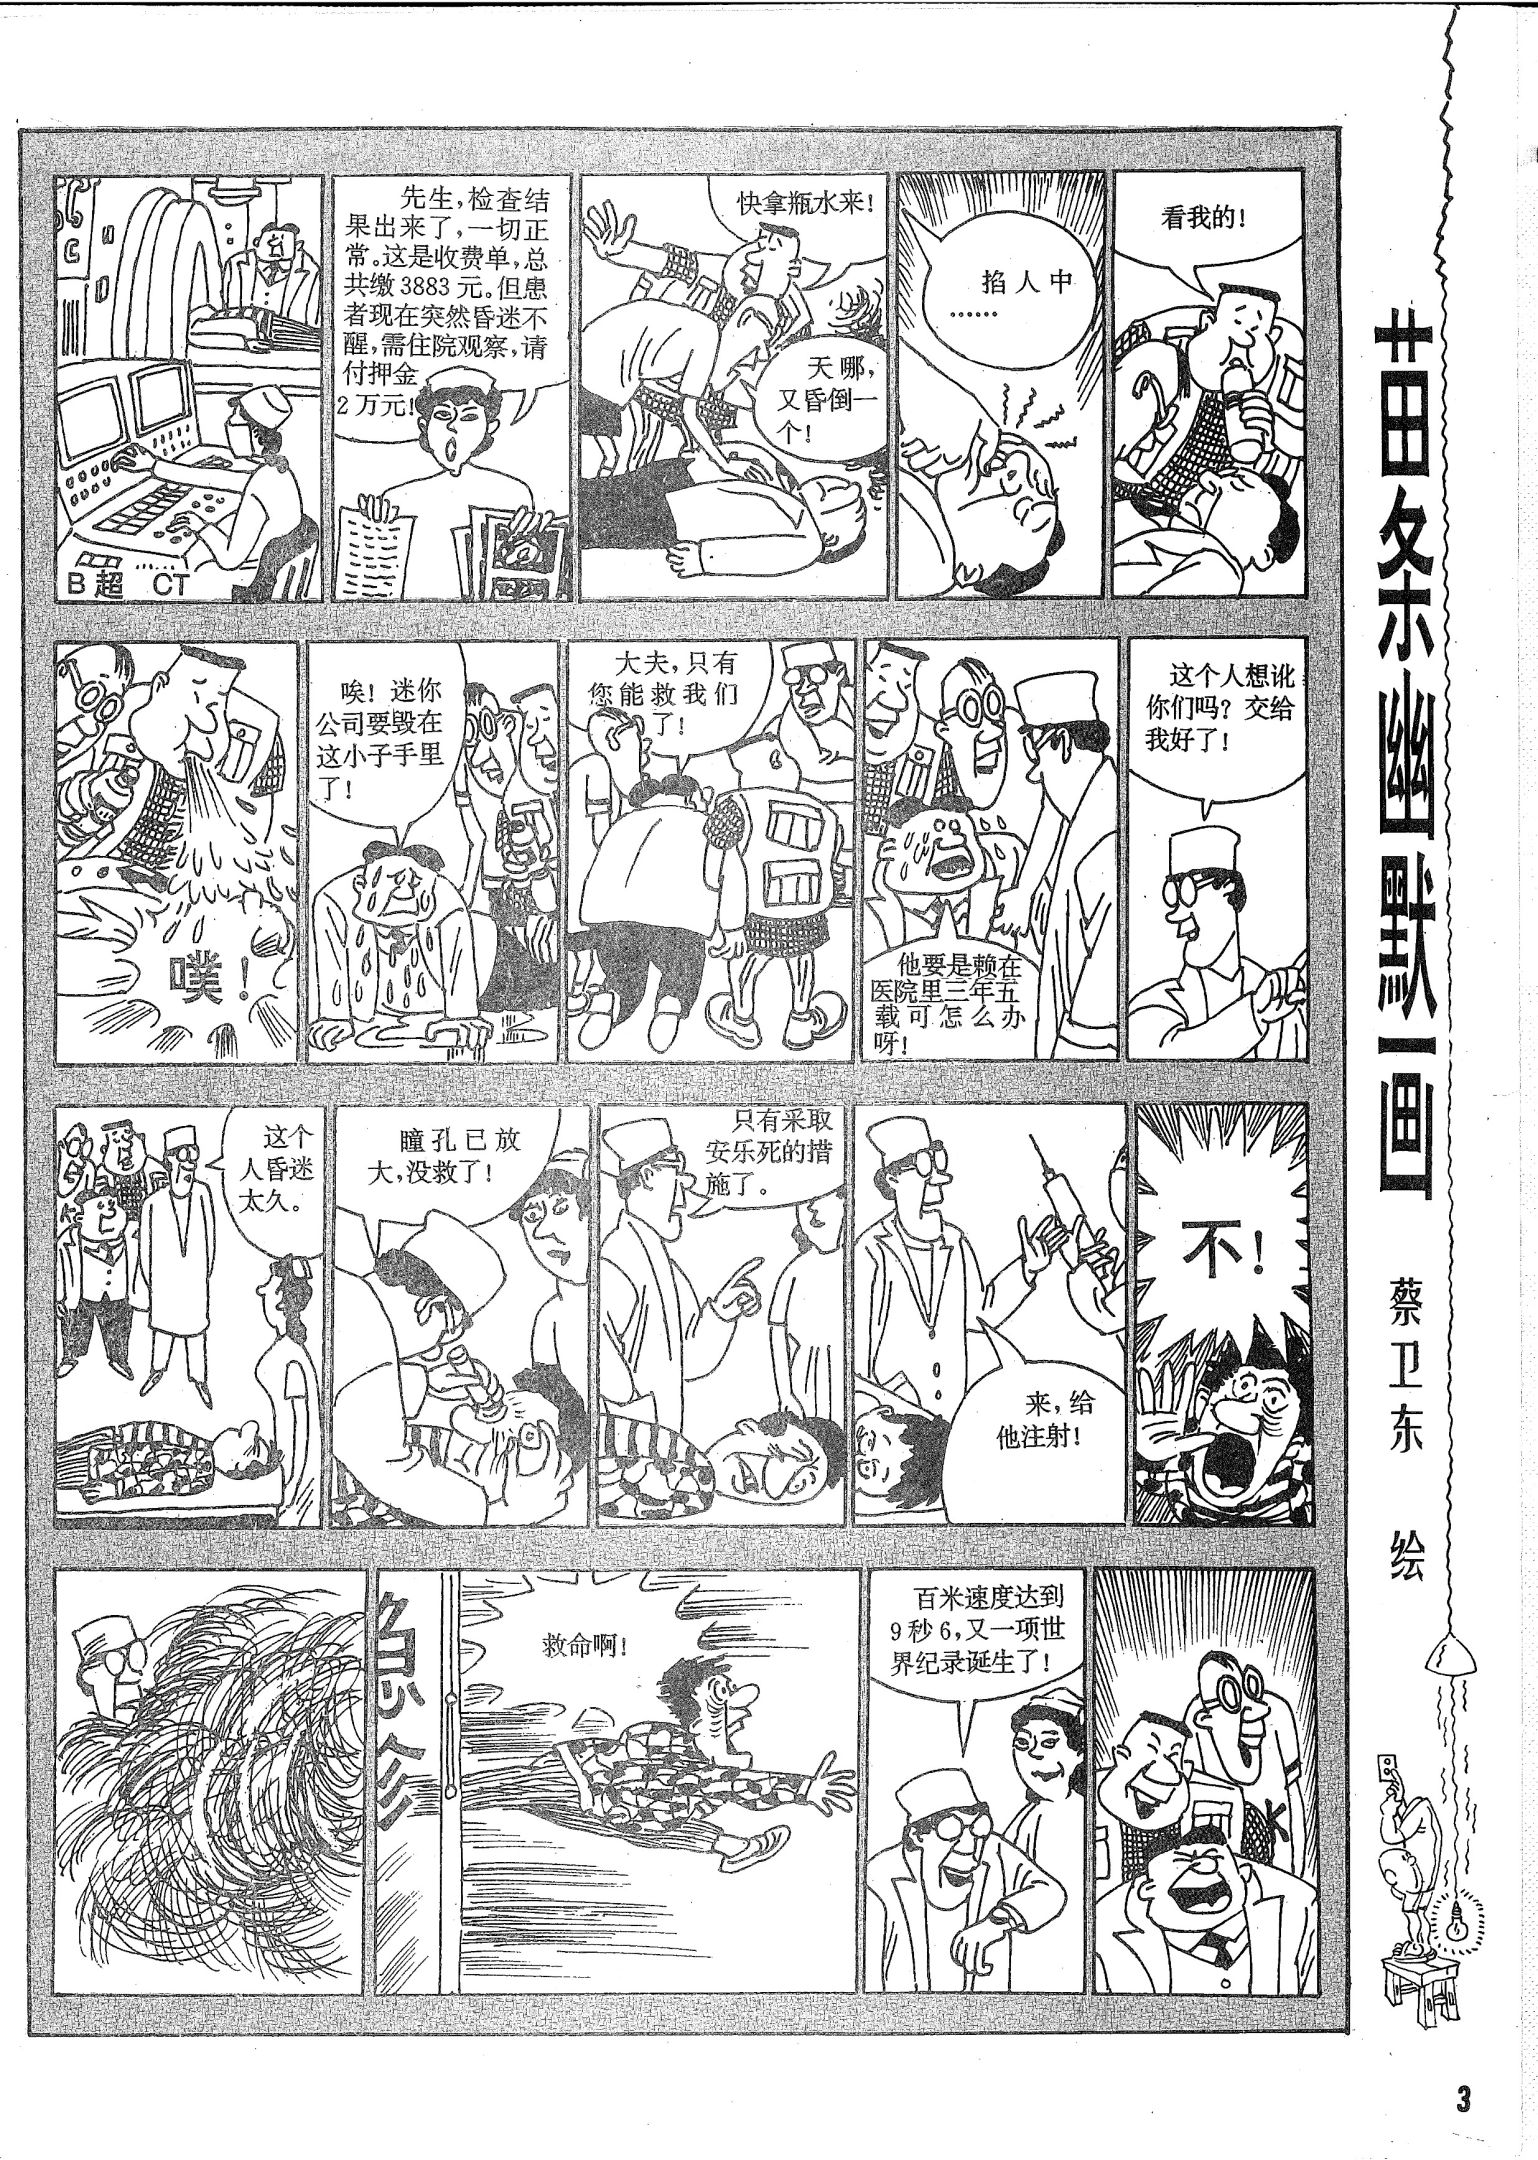 先生，检查结
果出来了，一切正
常。这是收费单，总
共缴3883元。但患
者现在突然昏迷不
醒，需住院观察，请
付押金
2万元！
B超 CT
快拿瓶水来！
天哪，
又昏倒一
个！
掐人中
……
看我的！
噗！
唉！迷你
公司要毁在
这小子手里
了！
大夫，只有
您能救我们
了！
他要是赖在
医院里三年五
载可怎么办
呀！
这个人想讹
你们吗？交给
我好了！
这个
人昏迷
太久。
瞳孔已放
大，没救了！
只有采取
安乐死的措
施了。
来，给
他注射！
不！
急诊
救命啊！
百米速度达到
9秒6，又一项世
界纪录诞生了！
K
K
幽默画
蔡卫东 绘
3